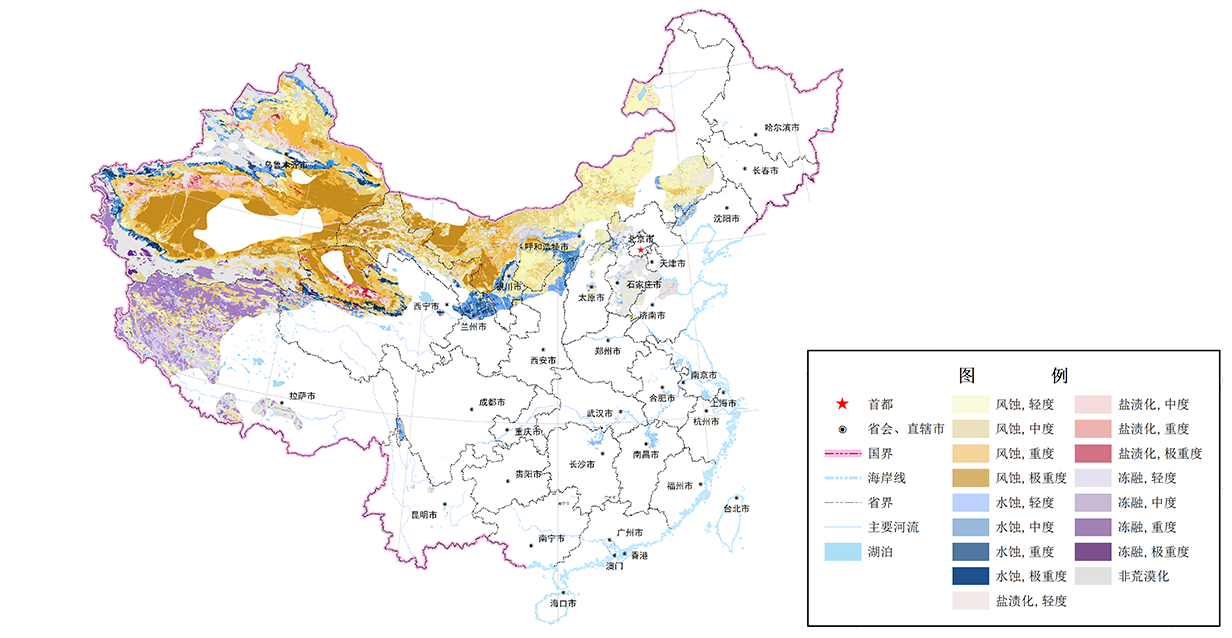 哈尔滨市
乌鲁木齐市
长春市
沈阳市
北京市
呼和浩特市
天津市
银川市
石家庄市
太原市
西宁市
济南市
兰州市
郑州市
西安市
南京市
合肥市
拉萨市
成都市
上海市
武汉市
杭州市
重庆市
南昌市
长沙市
贵阳市
福州市
台北市
昆明市
广州市
南宁市
香港
澳门
海口市
图 例
首都
省会、直辖市
国界
海岸线
省界
主要河流
湖泊
风蚀, 轻度
风蚀, 中度
风蚀, 重度
风蚀, 极重度
水蚀, 轻度
水蚀, 中度
水蚀, 重度
水蚀, 极重度
盐渍化, 轻度
盐渍化, 中度
盐渍化, 重度
盐渍化, 极重度
冻融, 轻度
冻融, 中度
冻融, 重度
冻融, 极重度
非荒漠化